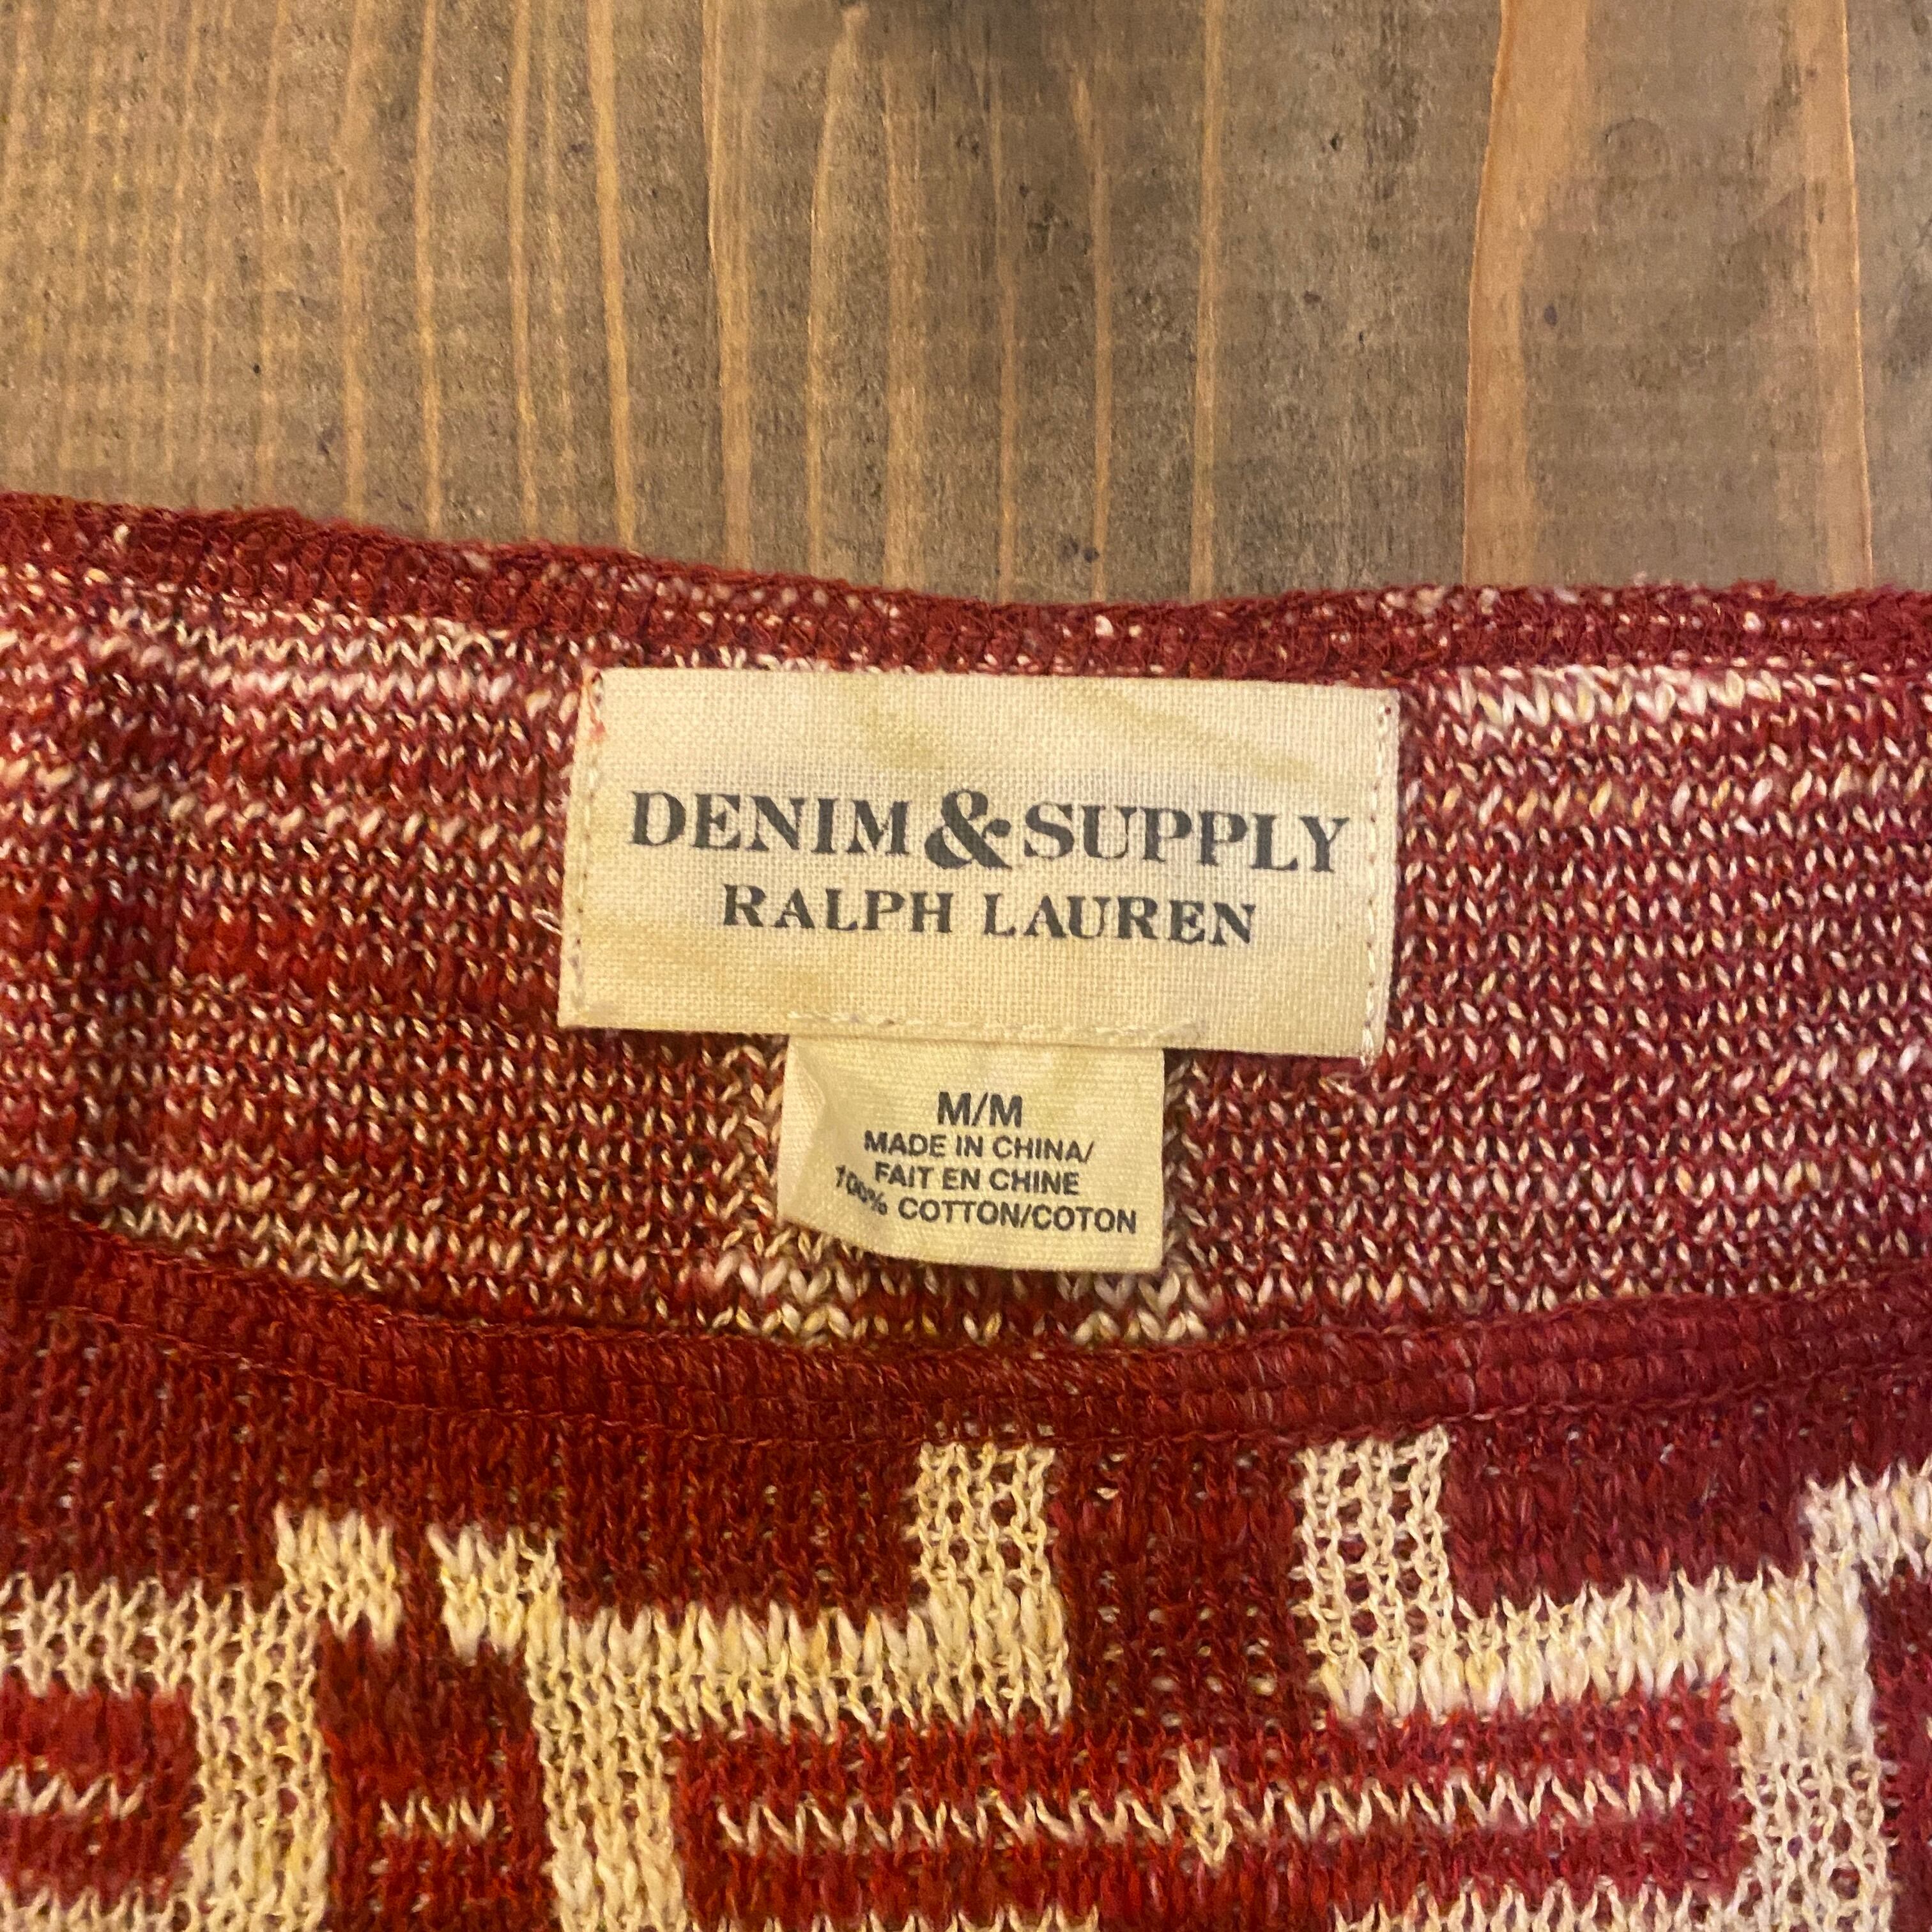 DENIM & SUPPLY
RALPH LAUREN
M/M
MADE IN CHINA/
FAIT EN CHINE
100% COTTON/COTON